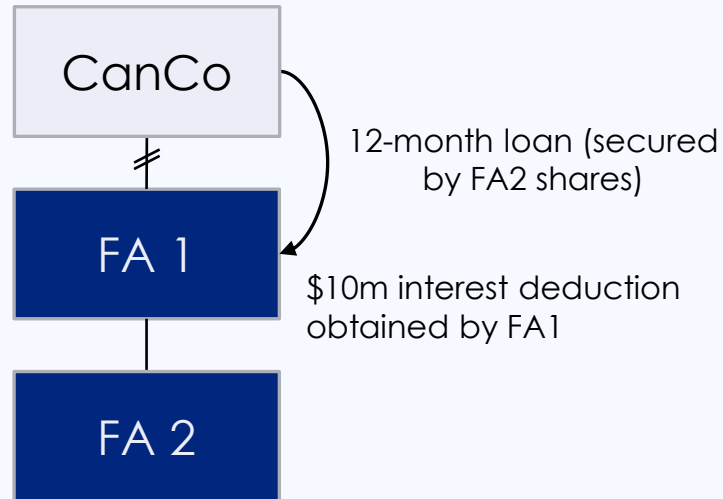 CanCo
12-month loan (secured
by FA2 shares)
FA 1
$10m interest deduction
obtained by FA1
FA 2